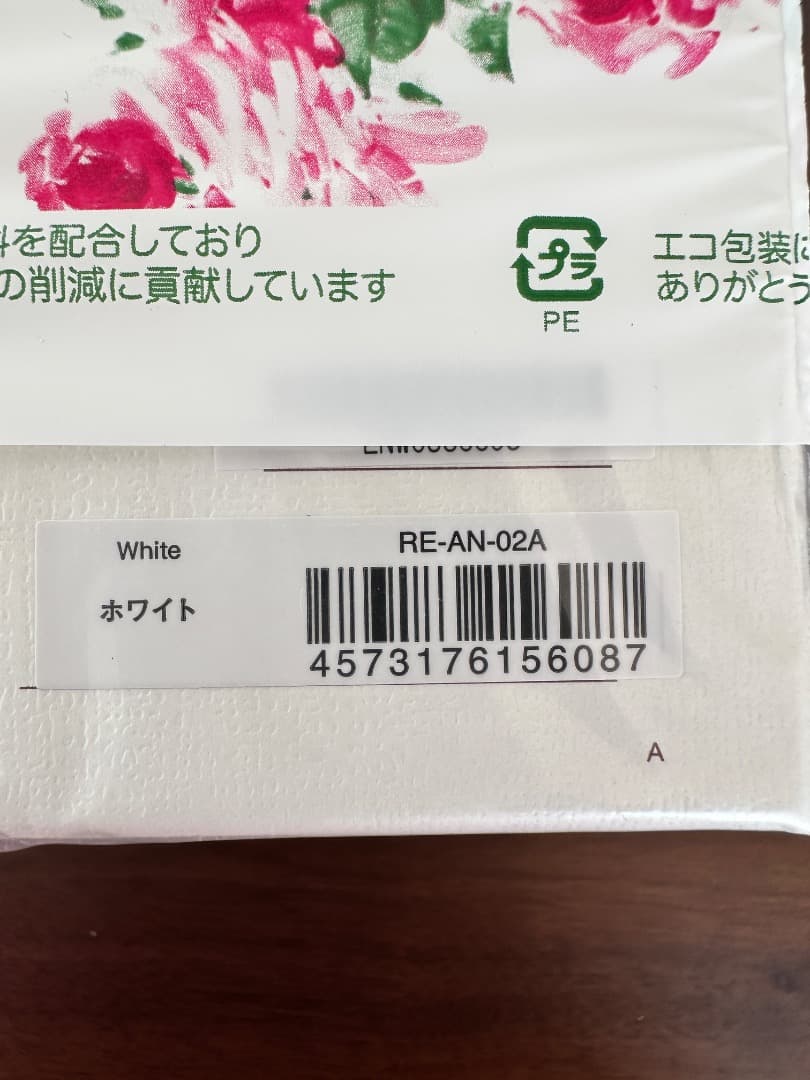 を配合しており
の削減に貢献しています
プラ
PE
エコ包装に
ありがとう
White
ホワイト
RE-AN-02A
4573176156087
A